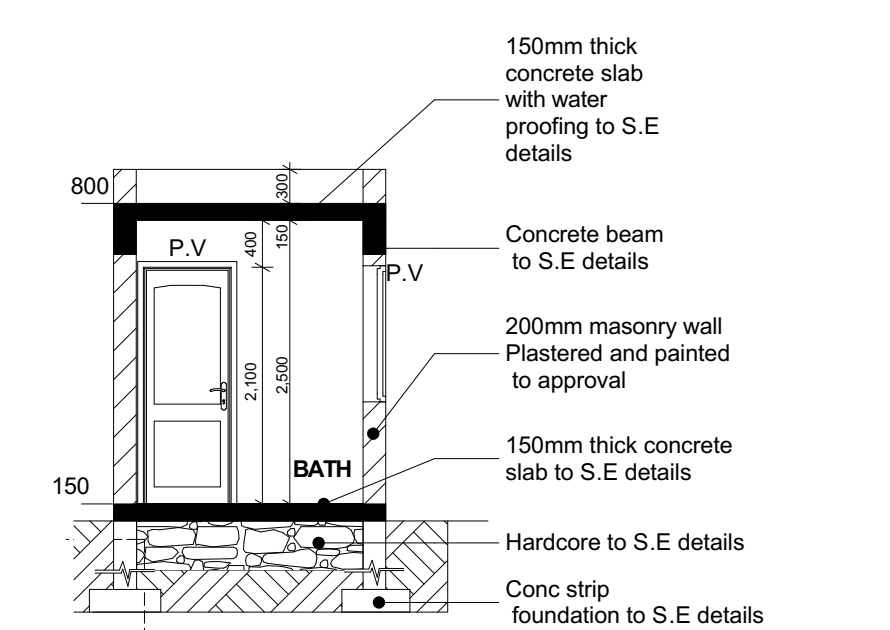 150mm thick
concrete slab
with water
proofing to S.E
details
800
300
150
400
P.V
Concrete beam
to S.E details
P.V
200mm masonry wall
Plastered and painted
to approval
2,100
2,500
BATH
150mm thick concrete
slab to S.E details
150
Hardcore to S.E details
Conc strip
foundation to S.E details